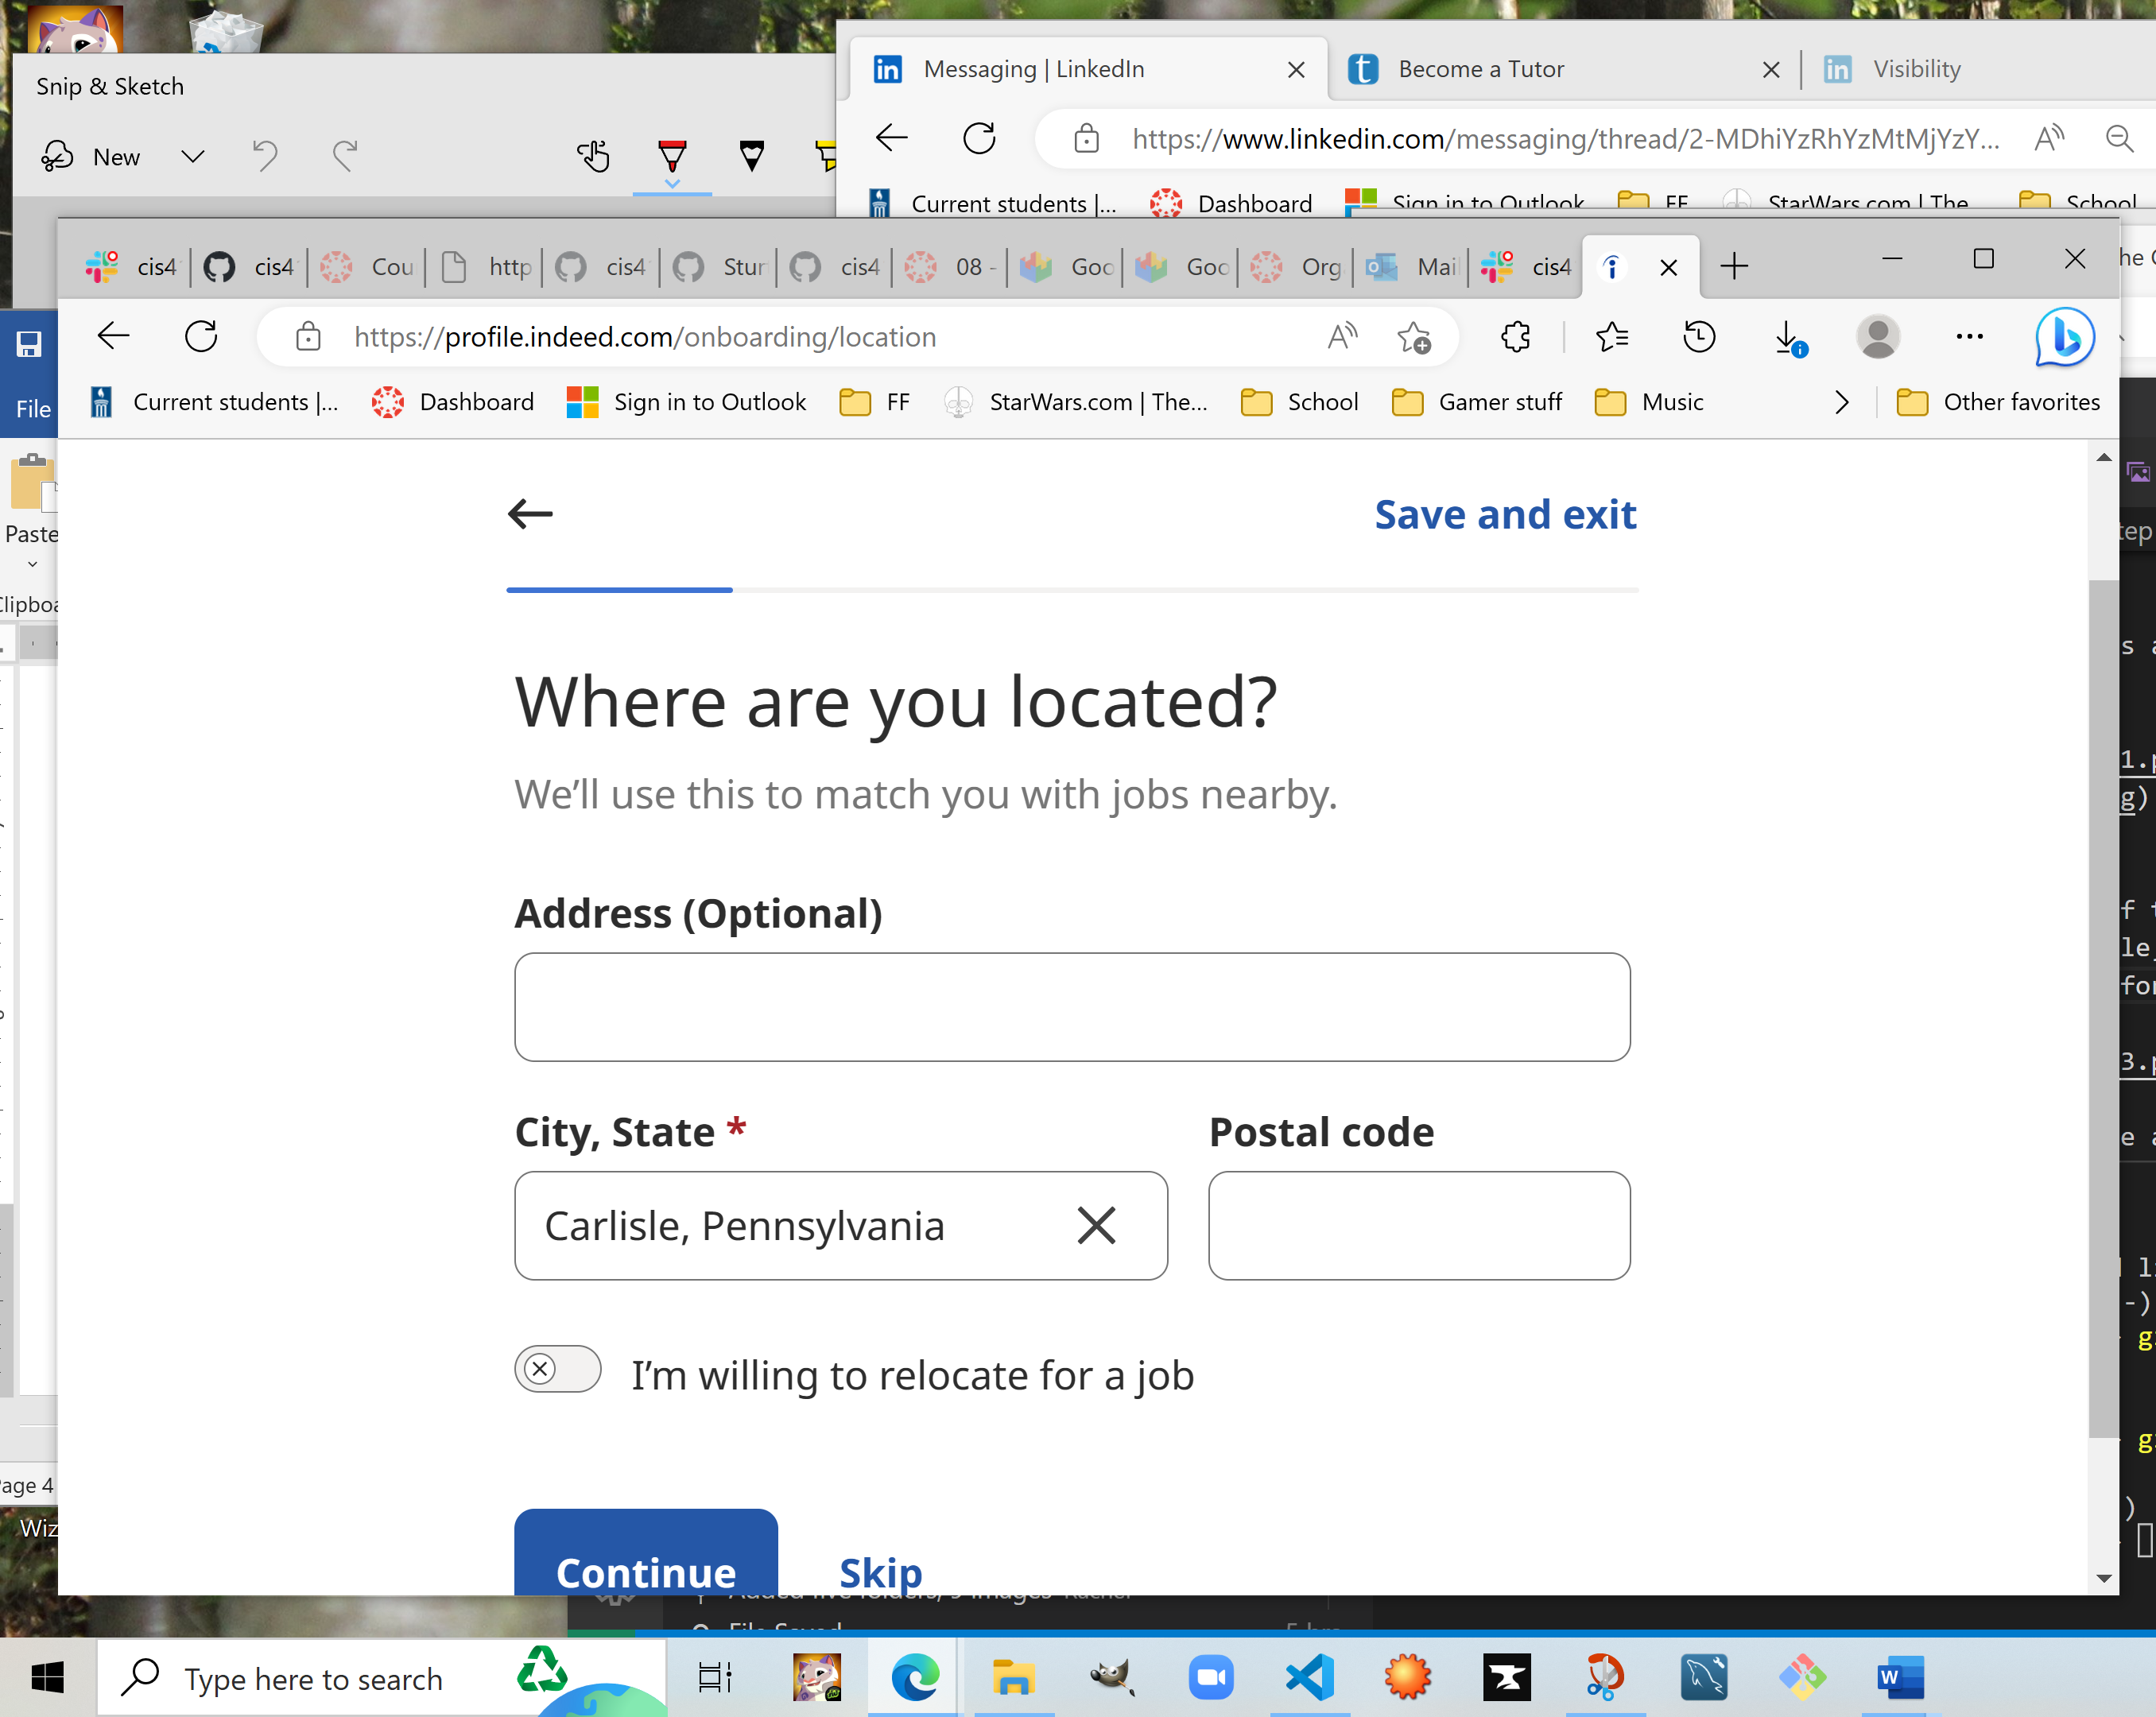 Snip & Sketch
New
Messaging | LinkedIn
Become a Tutor
Visibility
https://www.linkedin.com/messaging/thread/2-MDhiYzRhYzMtMjYzY...
Current students |...
Dashboard
Sign in to Outlook
FF
StarWars.com | The...
School
cis4
cis4
Cou
http
cis4
Stur
cis4
08 -
Goo
Goo
Org
Mail
cis4
https://profile.indeed.com/onboarding/location
Current students |...
Dashboard
Sign in to Outlook
FF
StarWars.com | The...
School
Gamer stuff
Music
Other favorites
File
Paste
Save and exit
Where are you located?
We’ll use this to match you with jobs nearby.
Address (Optional)
City, State *
Postal code
Carlisle, Pennsylvania
I’m willing to relocate for a job
Continue
Skip
age 4
Wiz
File Saved
Type here to search